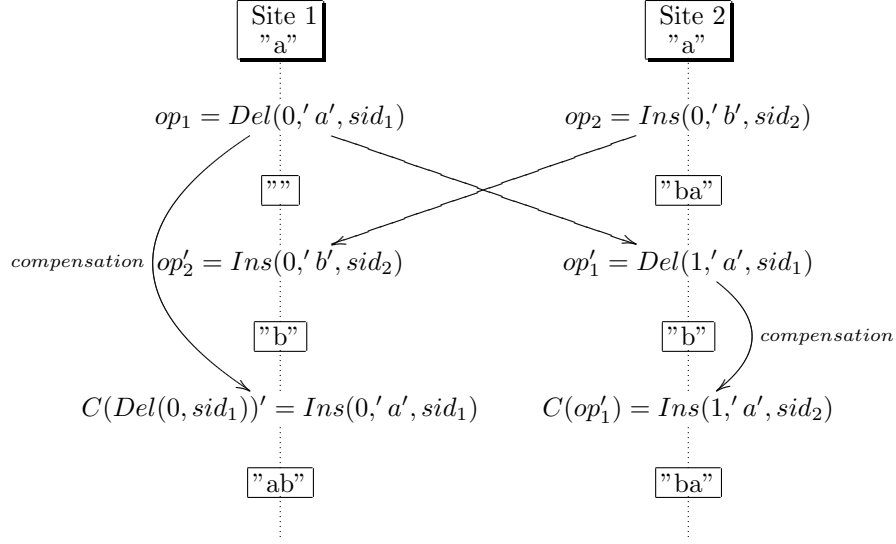 Site 1 Site 2
"a" "a"
op₁ = Del(0,′ a′, sid₁) op₂ = Ins(0,′ b′, sid₂)
"" "ba"
compensation op′₂ = Ins(0,′ b′, sid₂) op′₁ = Del(1,′ a′, sid₁)
"b" "b" compensation
C(Del(0, sid₁))′ = Ins(0,′ a′, sid₁) C(op′₁) = Ins(1,′ a′, sid₂)
"ab" "ba"